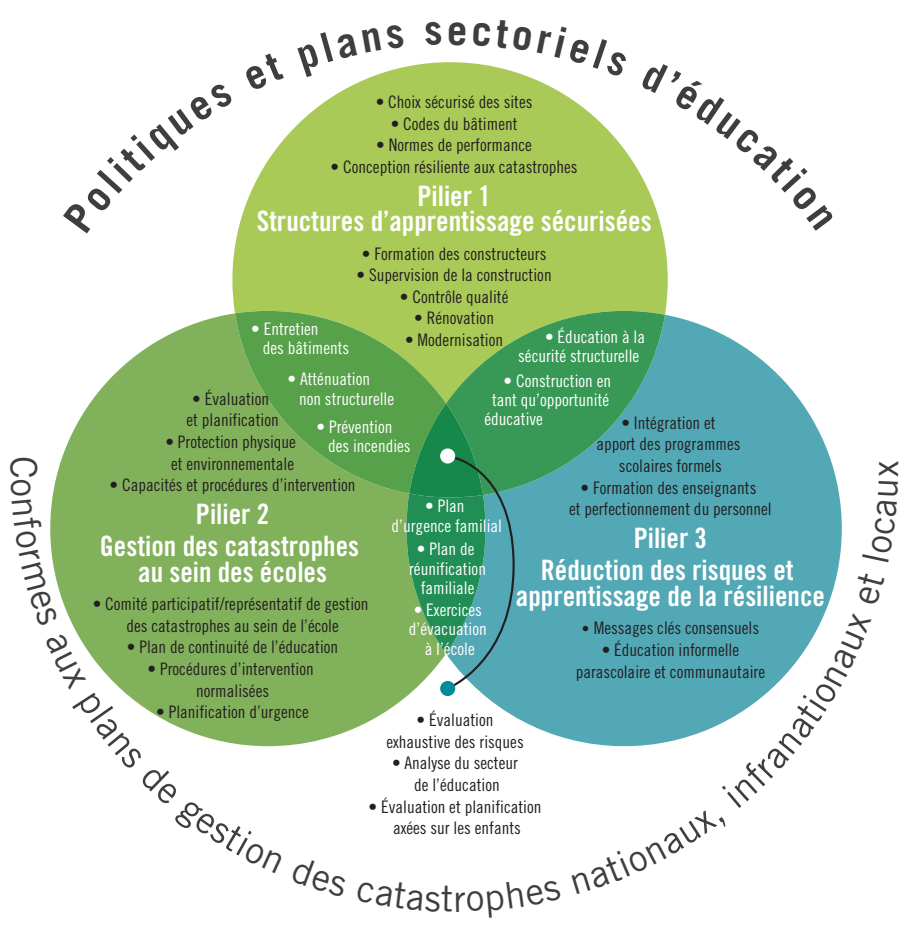 Politiques et plans sectoriels d'éducation
• Choix sécurisé des sites
• Codes du bâtiment
• Normes de performance
• Conception résiliente aux catastrophes
Pilier 1
Structures d'apprentissage sécurisées
• Formation des constructeurs
• Supervision de la construction
• Contrôle qualité
• Rénovation
• Modernisation
• Entretien
des bâtiments
• Atténuation
non structurelle
• Prévention
des incendies
• Éducation à la
sécurité structurelle
• Construction en
tant qu'opportunité
éducative
• Évaluation
et planification
• Protection physique
et environnementale
• Capacités et procédures d'intervention
Pilier 2
Gestion des catastrophes
au sein des écoles
• Comité participatif/représentatif de gestion
des catastrophes au sein de l'école
• Plan de continuité de l'éducation
• Procédures d'intervention
normalisées
• Planification d'urgence
• Plan
d'urgence familial
• Plan de
réunification
familiale
• Exercices
d'évacuation
à l'école
• Intégration et
apport des programmes
scolaires formels
• Formation des enseignants
et perfectionnement du personnel
Pilier 3
Réduction des risques et
apprentissage de la résilience
• Messages clés consensuels
• Éducation informelle
parascolaire et communautaire
• Évaluation
exhaustive des risques
• Analyse du secteur
de l'éducation
• Évaluation et planification
axées sur les enfants
Conformes aux plans de gestion des catastrophes nationaux, infranationaux et locaux